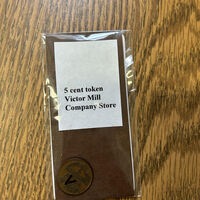 5 cent token
Victor Mill
Company Store